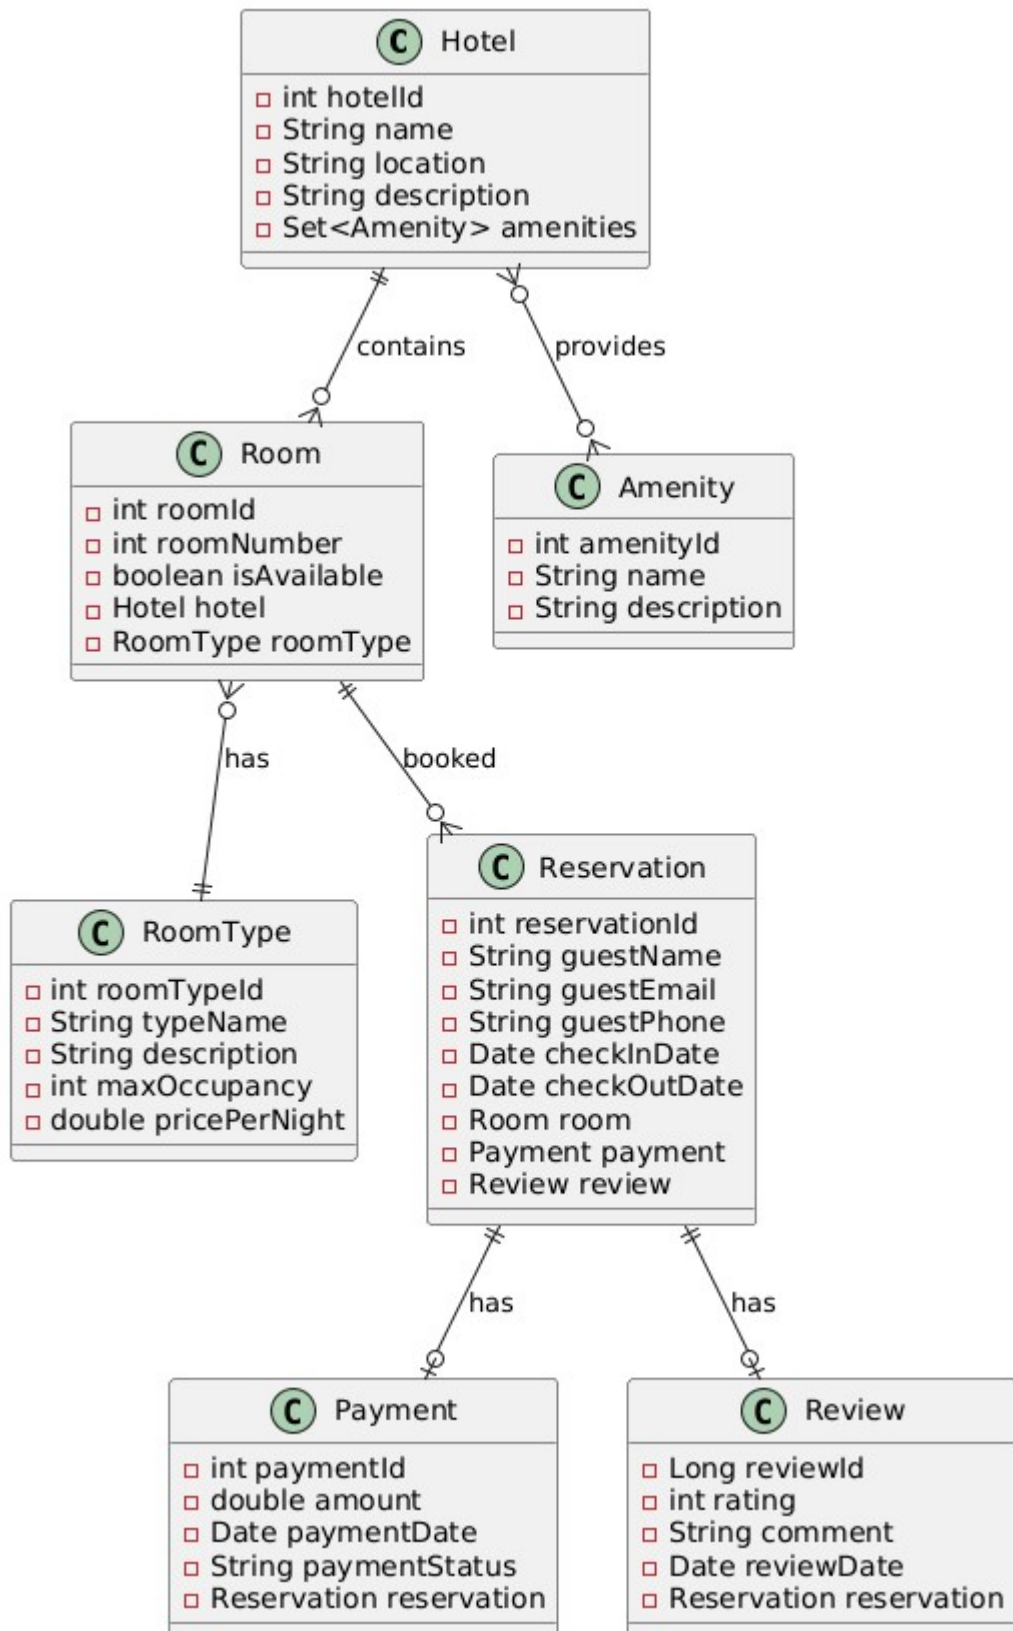 C Hotel
int hotelId
String name
String location
String description
Set<Amenity> amenities
contains
provides
C Room
int roomId
int roomNumber
boolean isAvailable
Hotel hotel
RoomType roomType
C Amenity
int amenityId
String name
String description
has
booked
C RoomType
int roomTypeId
String typeName
String description
int maxOccupancy
double pricePerNight
C Reservation
int reservationId
String guestName
String guestEmail
String guestPhone
Date checkInDate
Date checkOutDate
Room room
Payment payment
Review review
has
has
C Payment
int paymentId
double amount
Date paymentDate
String paymentStatus
Reservation reservation
C Review
Long reviewId
int rating
String comment
Date reviewDate
Reservation reservation